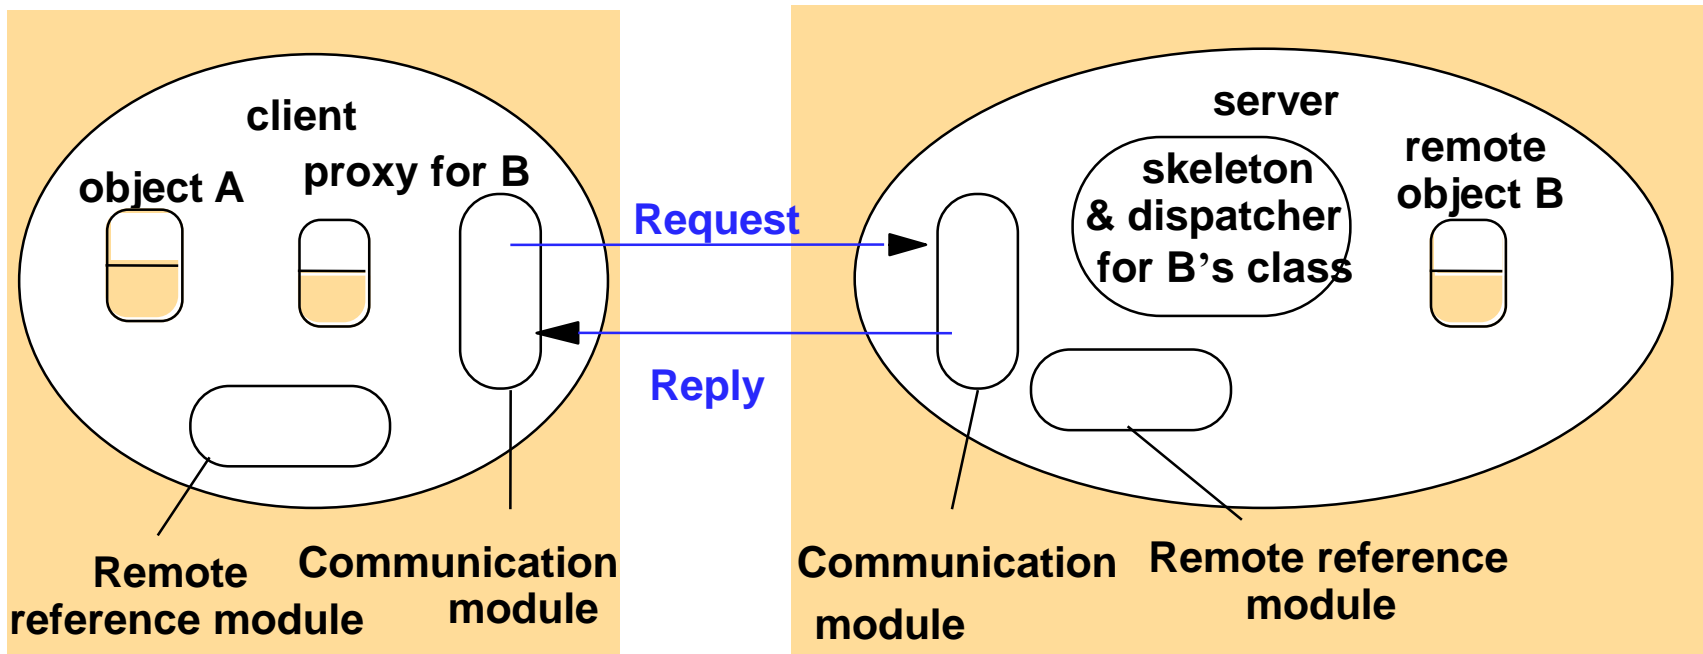 client
object A
proxy for B
Request
Reply
Remote
reference module
Communication
module
server
skeleton
& dispatcher
for B’s class
remote
object B
Communication
module
Remote reference
module